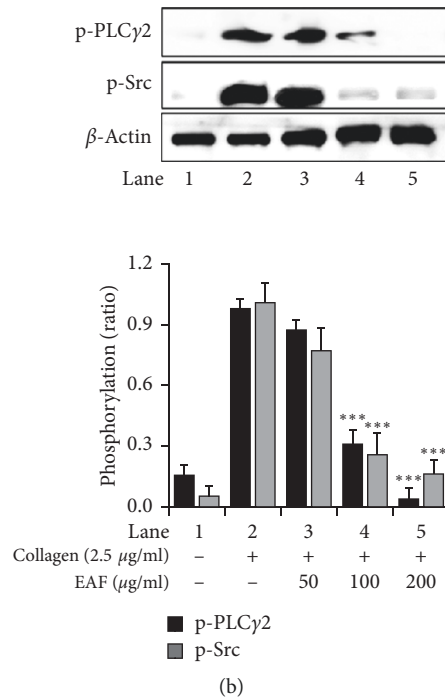 p-PLCγ2
p-Src
β-Actin
Lane 1 2 3 4 5
Phosphorylation (ratio)
1.2
0.9
0.6
0.3
0.0
*** ***
*** ***
Lane 1 2 3 4 5
Collagen (2.5 μg/ml) – + + + +
EAF (μg/ml) – – 50 100 200
p-PLCγ2
p-Src
(b)